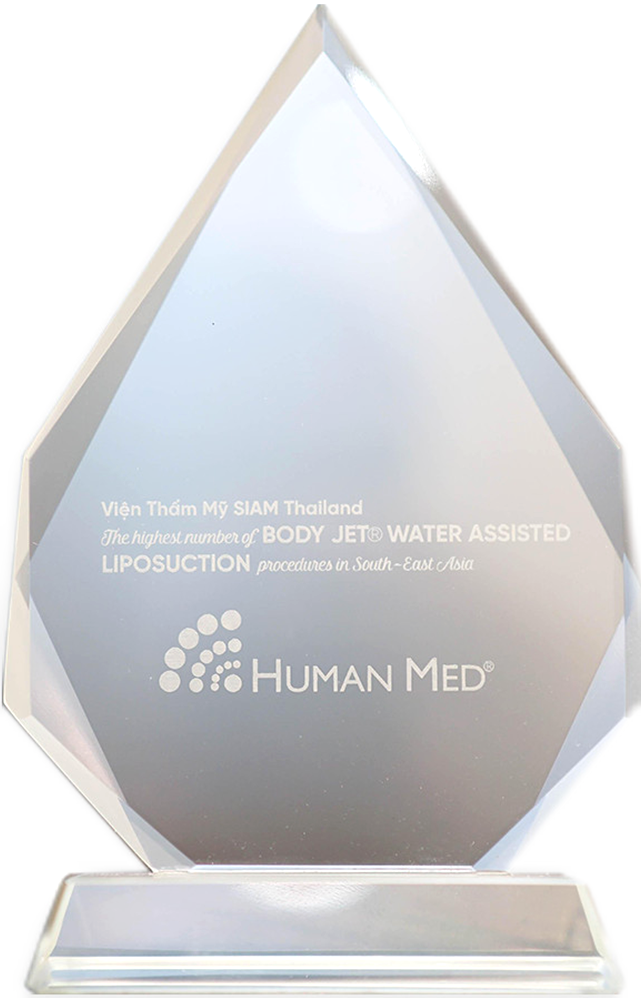 Viện Thẩm Mỹ SIAM Thailand
The highest number of BODY JET® WATER ASSISTED
LIPOSUCTION procedures in South-East Asia
HUMAN MED®